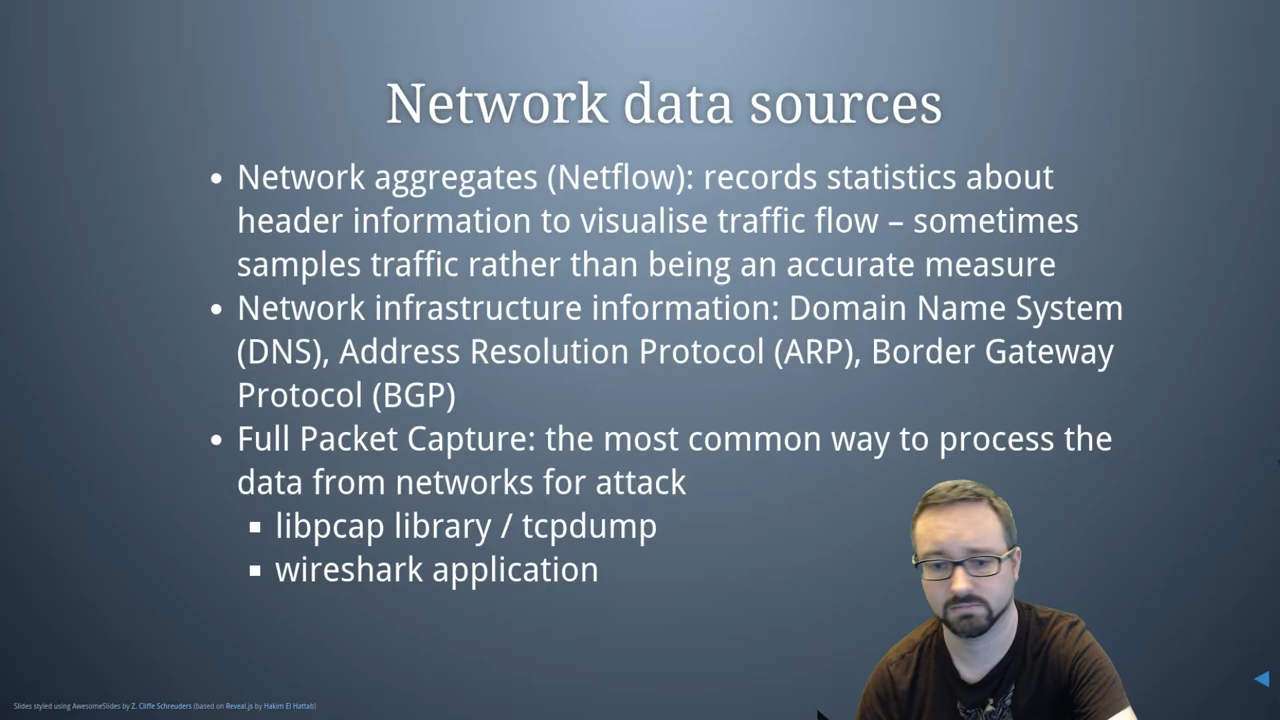 Network data sources
• Network aggregates (Netflow): records statistics about
header information to visualise traffic flow – sometimes
samples traffic rather than being an accurate measure
• Network infrastructure information: Domain Name System
(DNS), Address Resolution Protocol (ARP), Border Gateway
Protocol (BGP)
• Full Packet Capture: the most common way to process the
data from networks for attack
▪ libpcap library / tcpdump
▪ wireshark application
Slides styled using AwesomeSlides by Z. Cliffe Schreuders (based on Reveal.js by Hakim El Hattab)